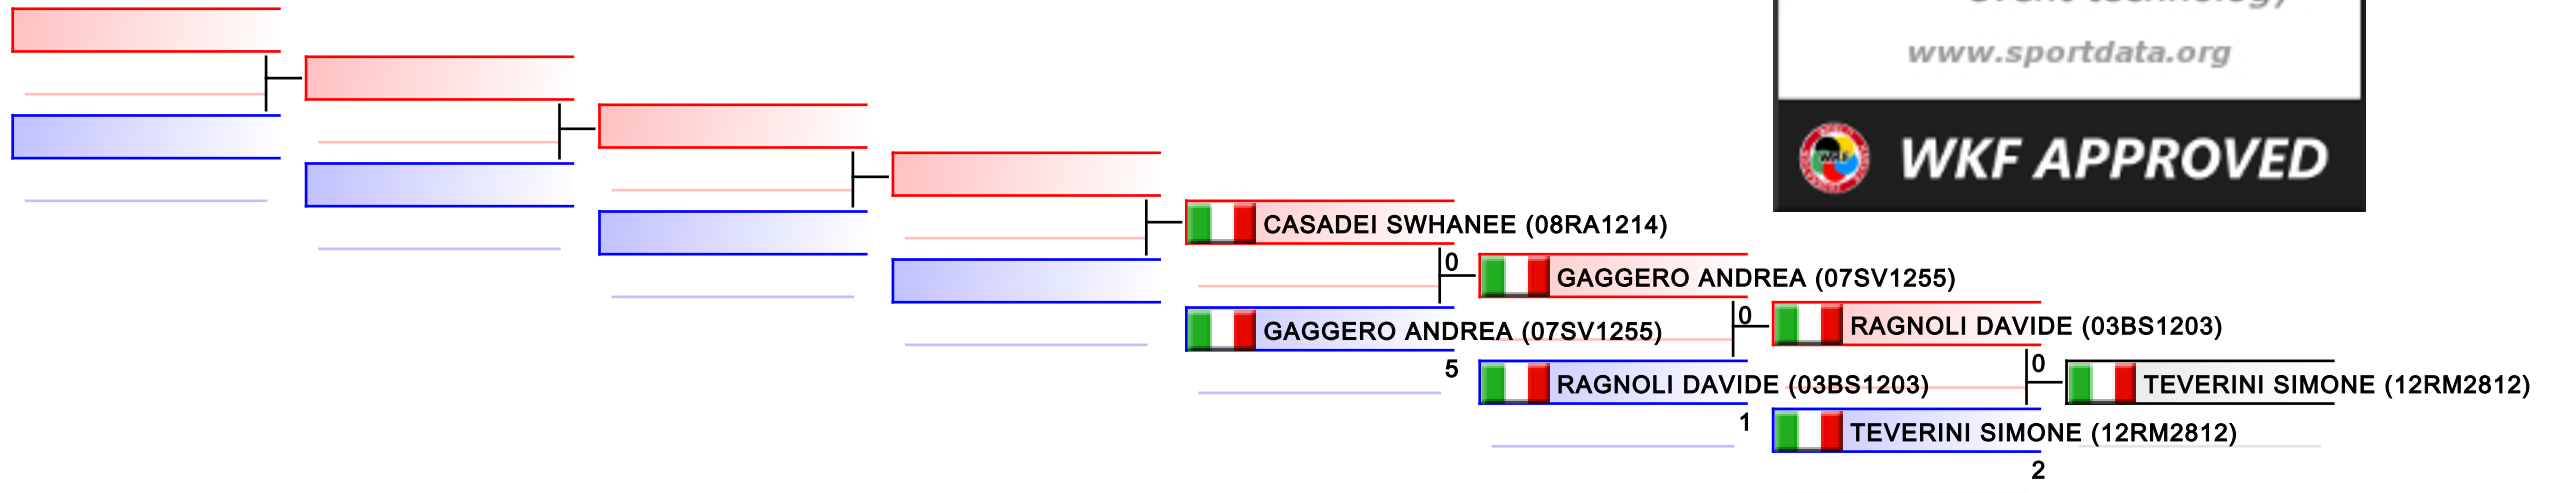 www.sportdata.org
WKF APPROVED
CASADEI SWHANEE (08RA1214)
0
GAGGERO ANDREA (07SV1255)
GAGGERO ANDREA (07SV1255)
5
0
RAGNOLI DAVIDE (03BS1203)
RAGNOLI DAVIDE (03BS1203)
1
0
TEVERINI SIMONE (12RM2812)
TEVERINI SIMONE (12RM2812)
2